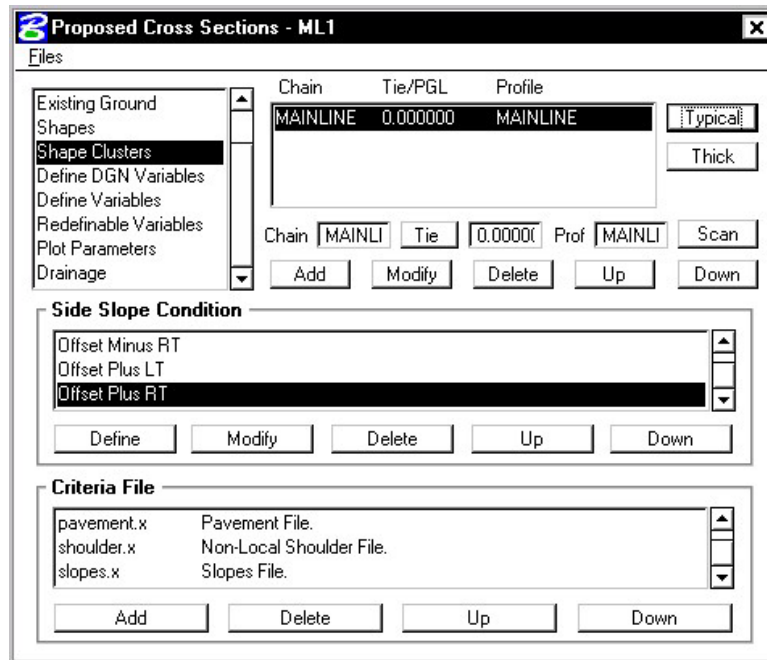 Proposed Cross Sections - ML1
Files
Existing Ground
Shapes
Shape Clusters
Define DGN Variables
Define Variables
Redefinable Variables
Plot Parameters
Drainage
Chain Tie/PGL Profile
MAINLINE 0.000000 MAINLINE
Typical
Thick
Chain MAINLI Tie 0.0000( Prof MAINLI Scan
Add Modify Delete Up Down
Side Slope Condition
Offset Minus RT
Offset Plus LT
Offset Plus RT
Define Modify Delete Up Down
Criteria File
pavement.x Pavement File.
shoulder.x Non-Local Shoulder File.
slopes.x Slopes File.
Add Delete Up Down